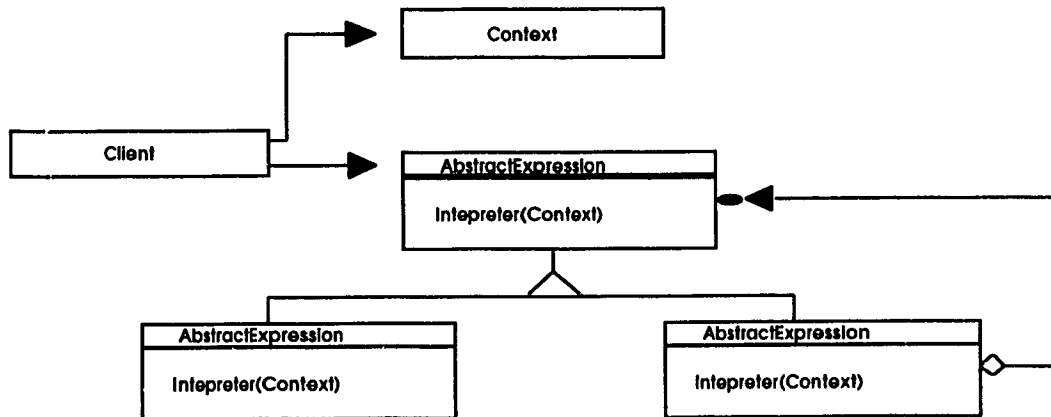 Context
Client
AbstractExpression
Intepreter(Context)
AbstractExpression
Intepreter(Context)
AbstractExpression
Intepreter(Context)